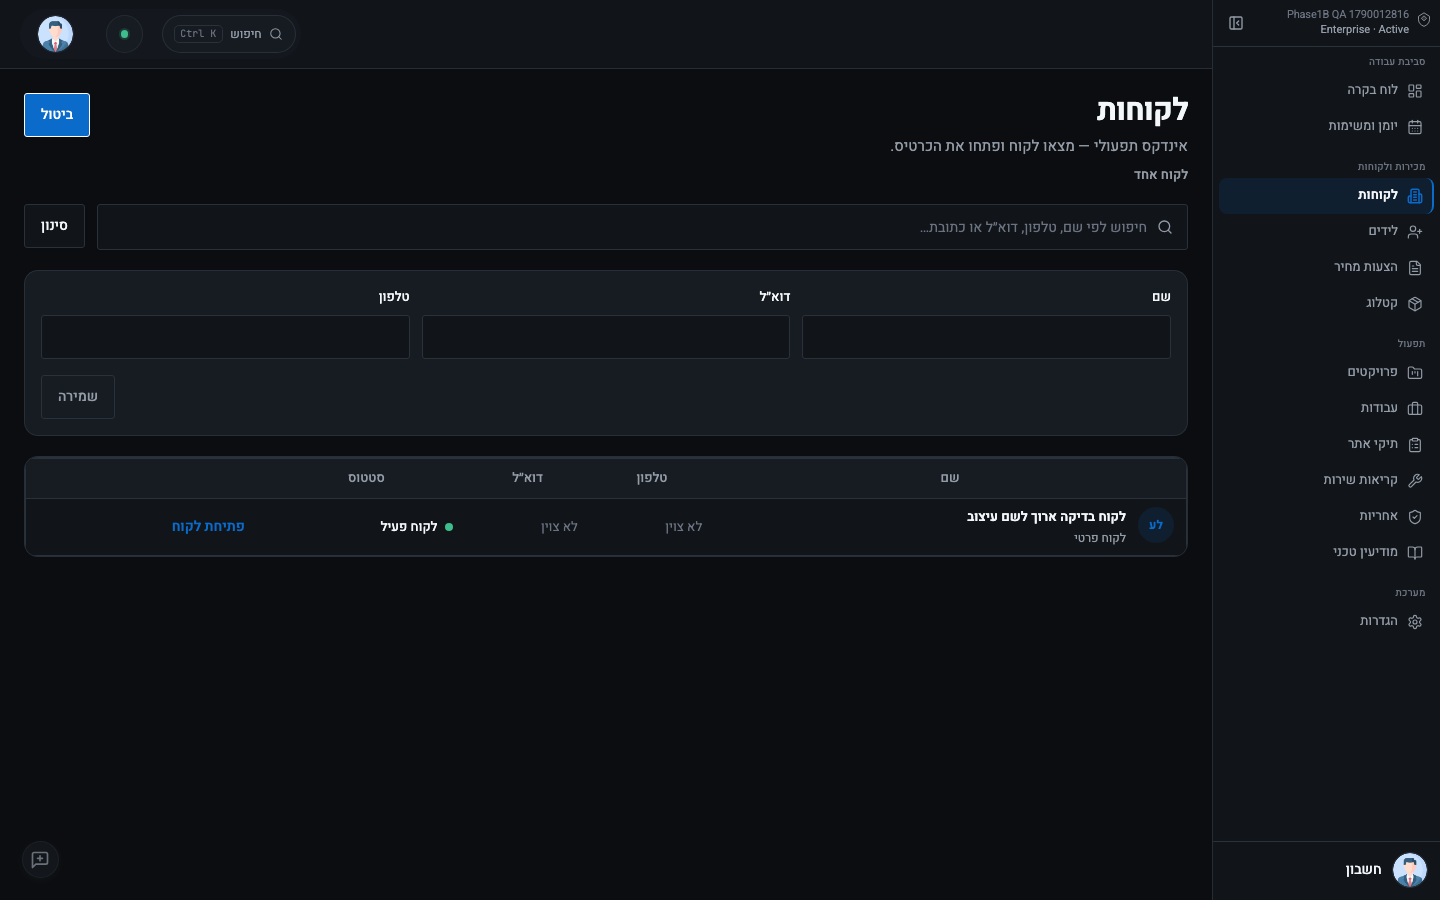 Phase1B QA 1790012816
Enterprise · Active
סביבת עבודה
לוח בקרה
יומן ומשימות
מכירות ולקוחות
לקוחות
לידים
הצעות מחיר
קטלוג
תפעול
פרויקטים
עבודות
תיקי אתר
קריאות שירות
אחריות
מודיעין טכני
מערכת
הגדרות
חשבון
חיפוש Ctrl K
לקוחות
ביטול
אינדקס תפעולי — מצאו לקוח ופתחו את הכרטיס.
לקוח אחד
חיפוש לפי שם, טלפון, דוא״ל או כתובת...
סינון
שם דוא״ל טלפון
שמירה
שם טלפון דוא״ל סטטוס
לע לקוח בדיקה ארוך לשם עיצוב לא צוין לא צוין לקוח פעיל פתיחת לקוח
לקוח פרטי